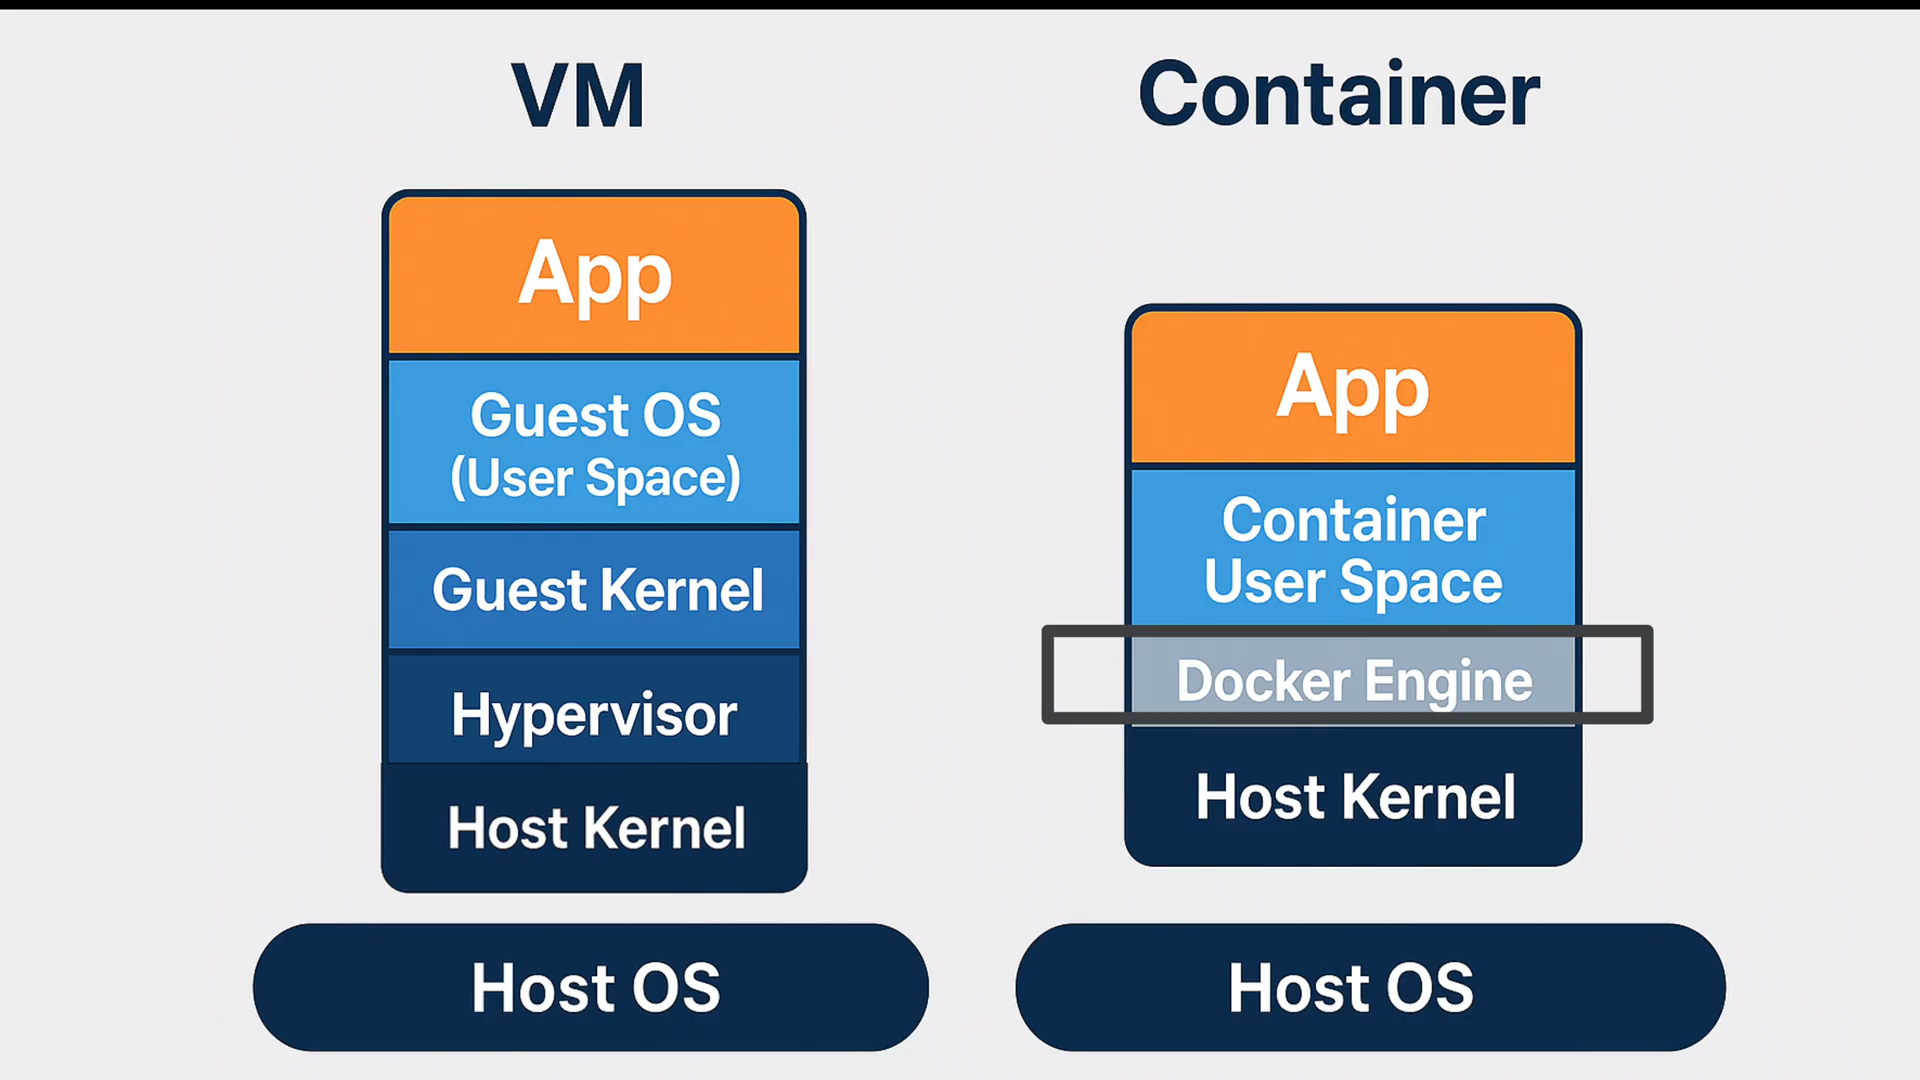 VM
App
Guest OS
(User Space)
Guest Kernel
Hypervisor
Host Kernel
Host OS
Container
App
Container
User Space
Docker Engine
Host Kernel
Host OS